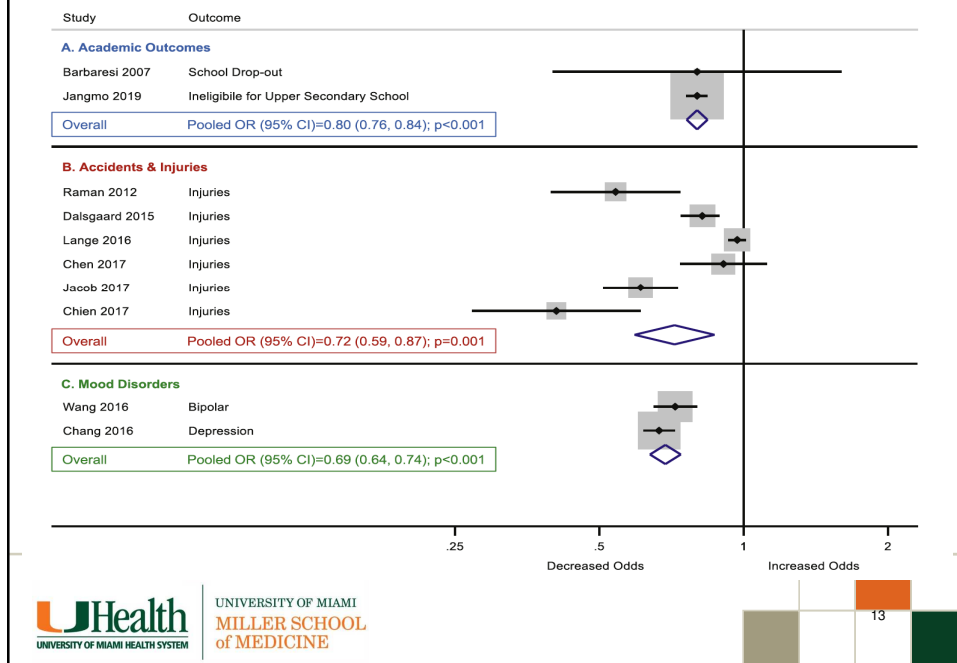 Study Outcome
A. Academic Outcomes
Barbaresi 2007 School Drop-out
Jangmo 2019 Ineligibile for Upper Secondary School
Overall Pooled OR (95% CI)=0.80 (0.76, 0.84); p<0.001
B. Accidents & Injuries
Raman 2012 Injuries
Dalsgaard 2015 Injuries
Lange 2016 Injuries
Chen 2017 Injuries
Jacob 2017 Injuries
Chien 2017 Injuries
Overall Pooled OR (95% CI)=0.72 (0.59, 0.87); p=0.001
C. Mood Disorders
Wang 2016 Bipolar
Chang 2016 Depression
Overall Pooled OR (95% CI)=0.69 (0.64, 0.74); p<0.001
.25 .5 1 2
Decreased Odds Increased Odds
UHealth
UNIVERSITY OF MIAMI HEALTH SYSTEM
UNIVERSITY OF MIAMI
MILLER SCHOOL
of MEDICINE
13